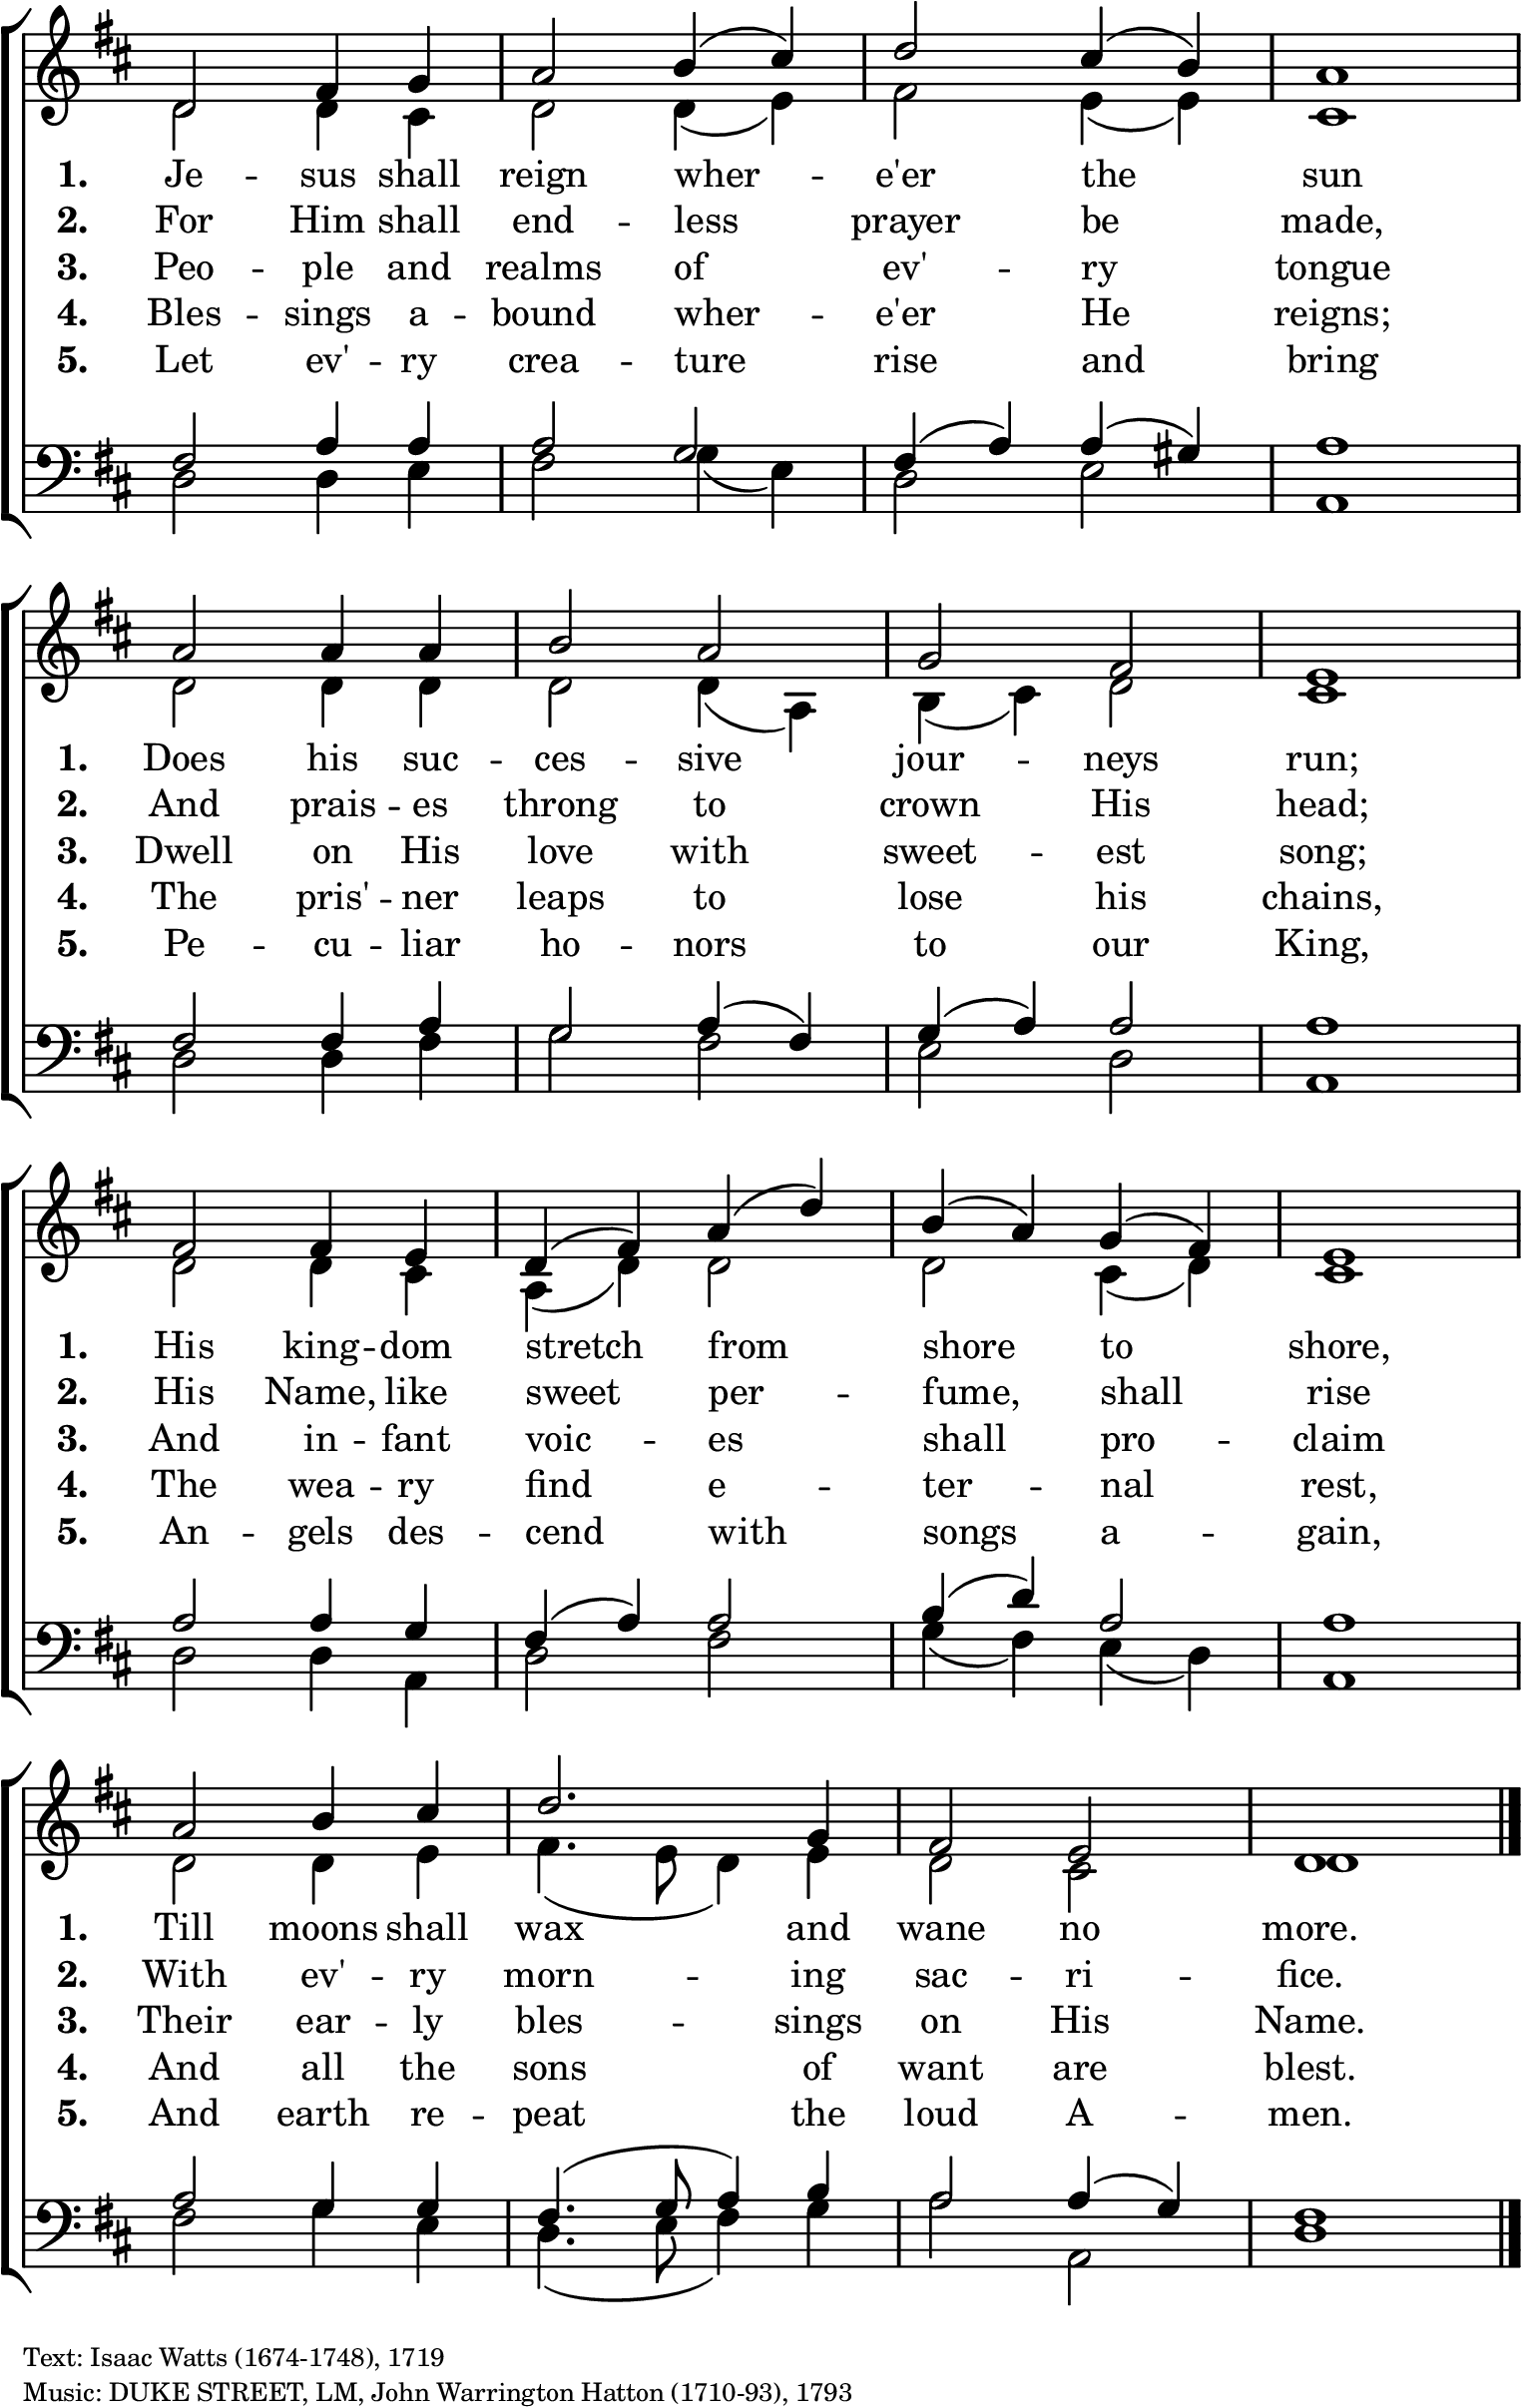 1. Je -- sus shall reign wher -- e'er the sun
2. For Him shall end -- less prayer be made,
3. Peo -- ple and realms of ev' -- ry tongue
4. Bles -- sings a -- bound wher -- e'er He reigns;
5. Let ev' -- ry crea -- ture rise and bring
1. Does his suc -- ces -- sive jour -- neys run;
2. And prais -- es throng to crown His head;
3. Dwell on His love with sweet -- est song;
4. The pris' -- ner leaps to lose his chains,
5. Pe -- cu -- liar ho -- nors to our King,
1. His king -- dom stretch from shore to shore,
2. His Name, like sweet per -- fume, shall rise
3. And in -- fant voic -- es shall pro -- claim
4. The wea -- ry find e -- ter -- nal rest,
5. An -- gels des -- cend with songs a -- gain,
1. Till moons shall wax and wane no more.
2. With ev' -- ry morn -- ing sac -- ri -- fice.
3. Their ear -- ly bles -- sings on His Name.
4. And all the sons of want are blest.
5. And earth re -- peat the loud A -- men.
Text: Isaac Watts (1674-1748), 1719
Music: DUKE STREET, LM, John Warrington Hatton (1710-93), 1793